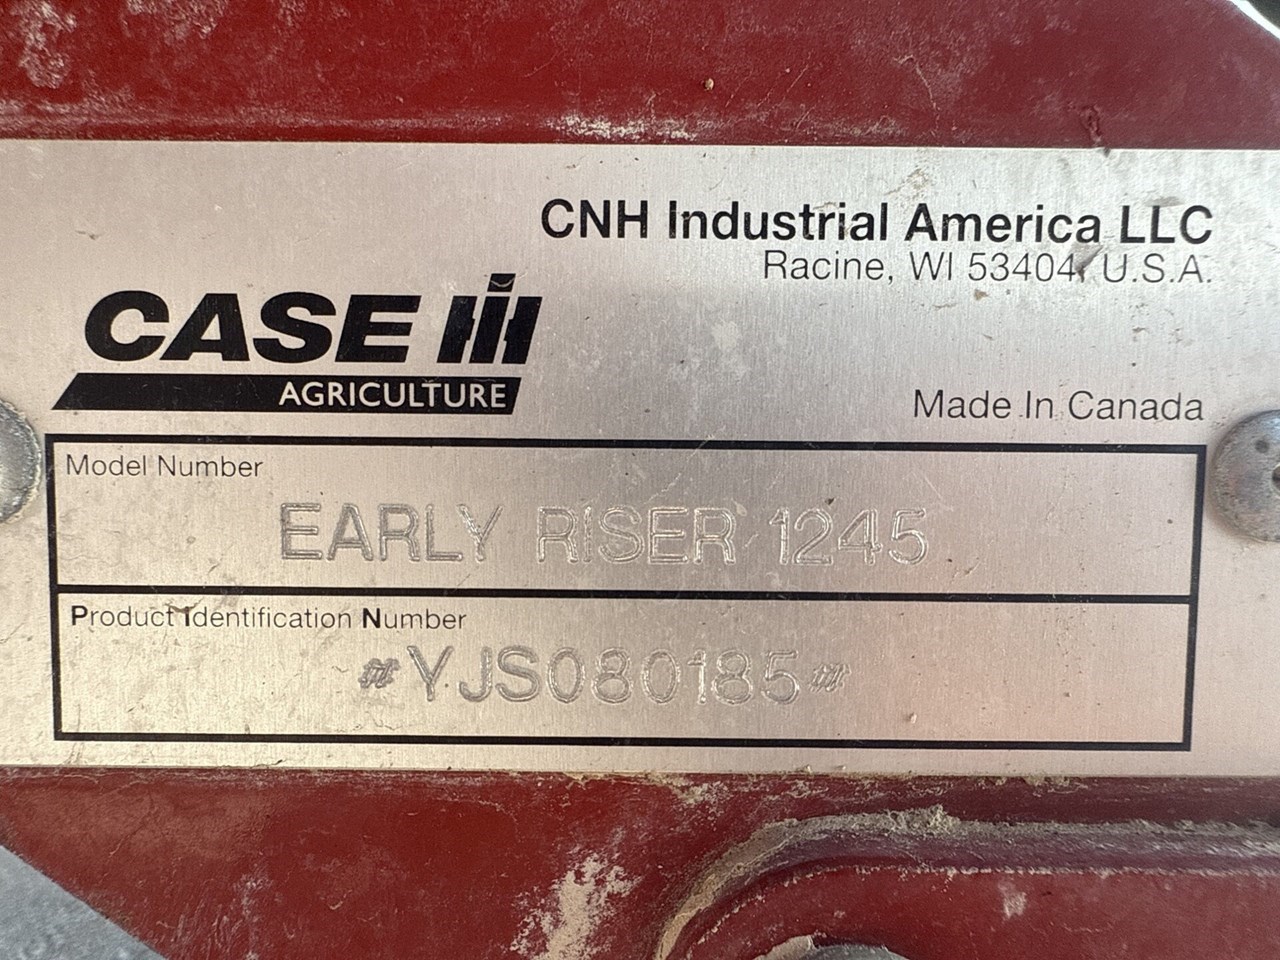 CNH Industrial America LLC
Racine, WI 53404, U.S.A.
CASE IH
AGRICULTURE
Made In Canada
Model Number
EARLY RISER 1245
Product Identification Number
*YJS080185*